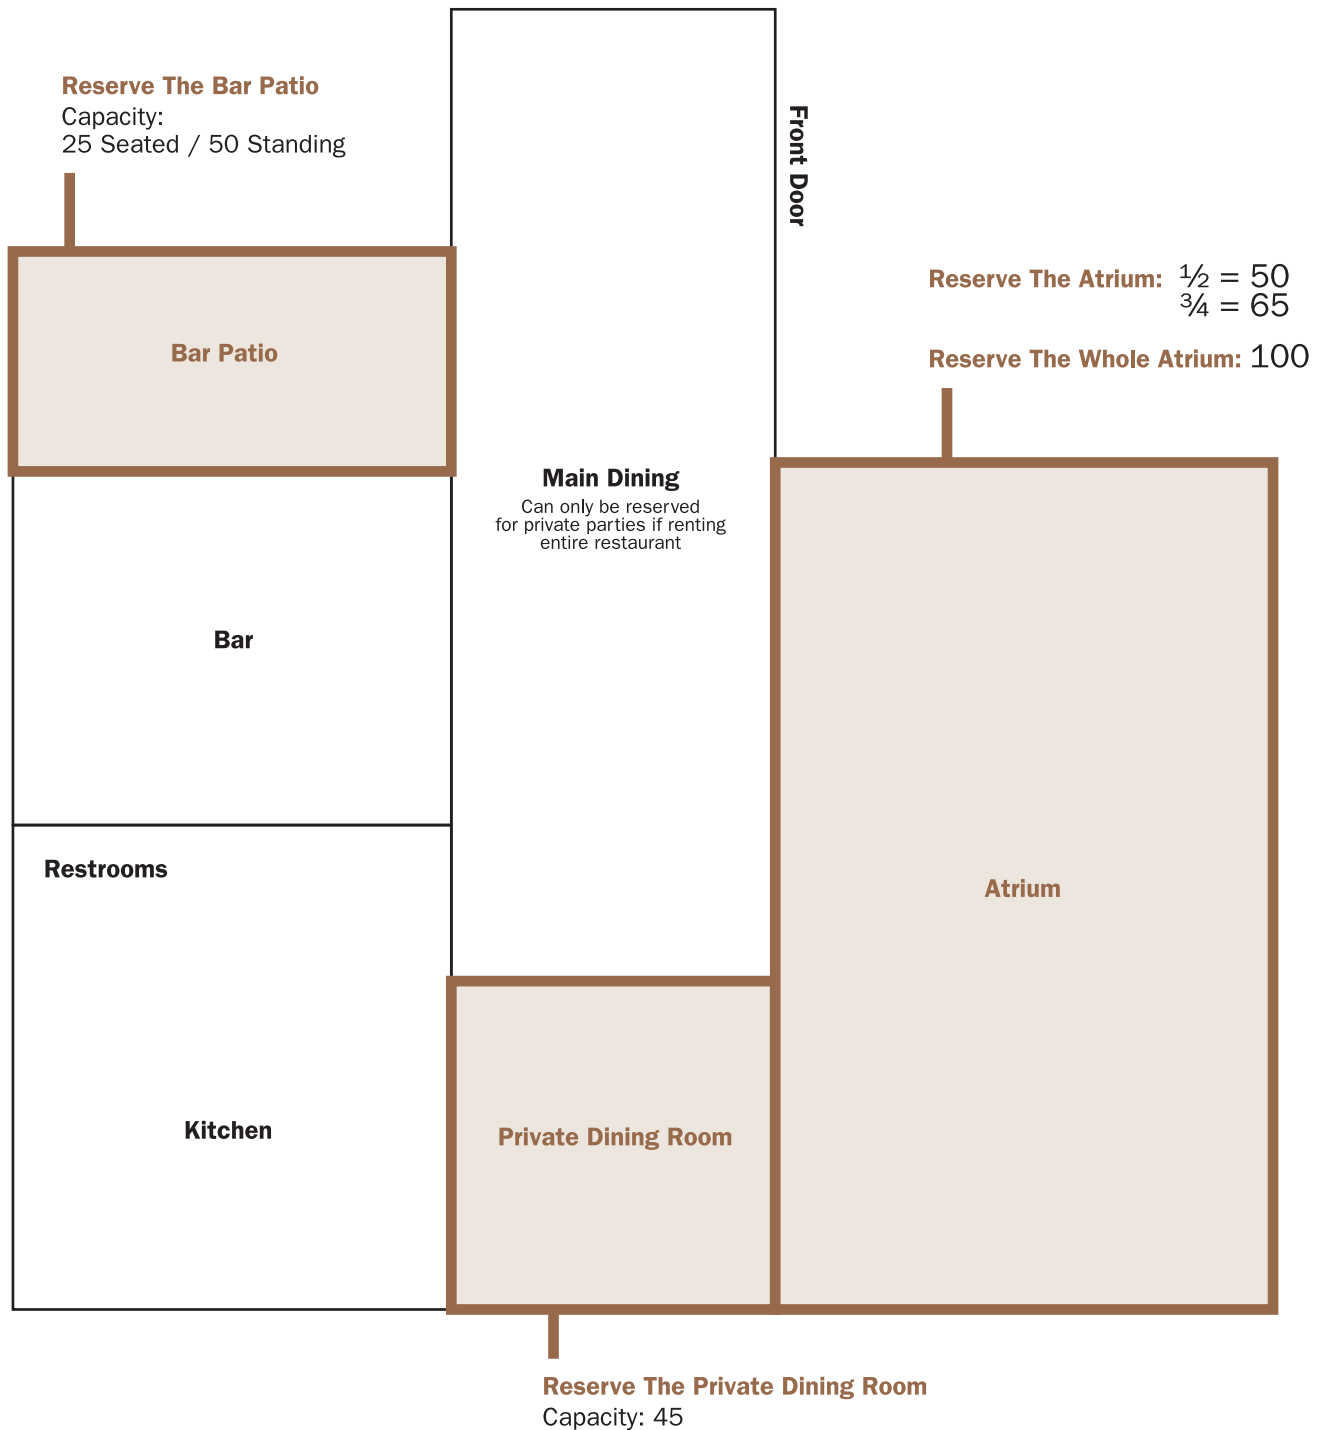 Reserve The Bar Patio
Capacity:
25 Seated / 50 Standing
Front Door
Reserve The Atrium: ½ = 50
¾ = 65
Reserve The Whole Atrium: 100
Bar Patio
Main Dining
Can only be reserved
for private parties if renting
entire restaurant
Bar
Restrooms
Atrium
Kitchen
Private Dining Room
Reserve The Private Dining Room
Capacity: 45